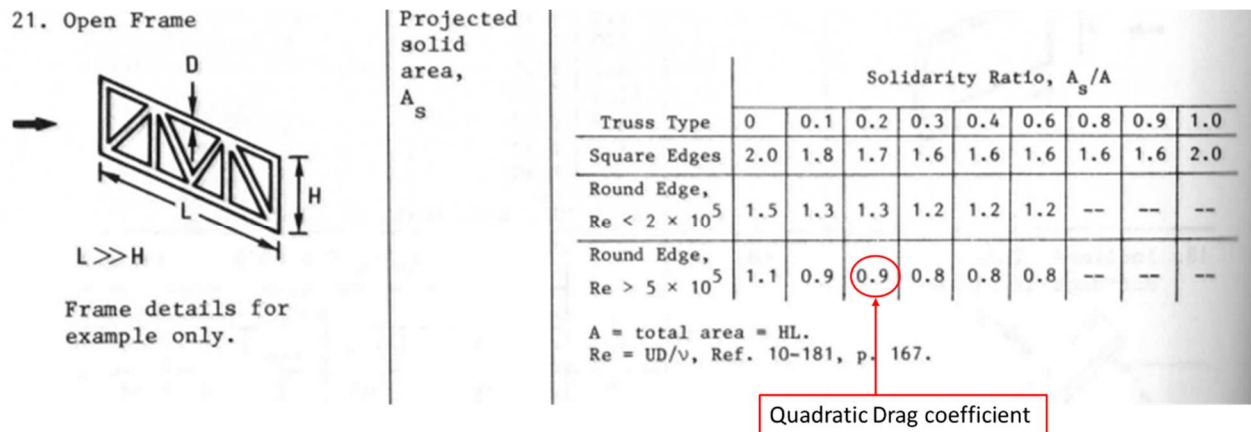 21. Open Frame
D
L
H
L>>H
Frame details for
example only.
Projected
solid
area,
A_s
Solidarity Ratio, A_s/A
Truss Type 0 0.1 0.2 0.3 0.4 0.6 0.8 0.9 1.0
Square Edges 2.0 1.8 1.7 1.6 1.6 1.6 1.6 1.6 2.0
Round Edge,
Re < 2 × 10^5 1.5 1.3 1.3 1.2 1.2 1.2 -- -- --
Round Edge,
Re > 5 × 10^5 1.1 0.9 0.9 0.8 0.8 0.8 -- -- --
A = total area = HL.
Re = UD/ν, Ref. 10-181, p. 167.
Quadratic Drag coefficient